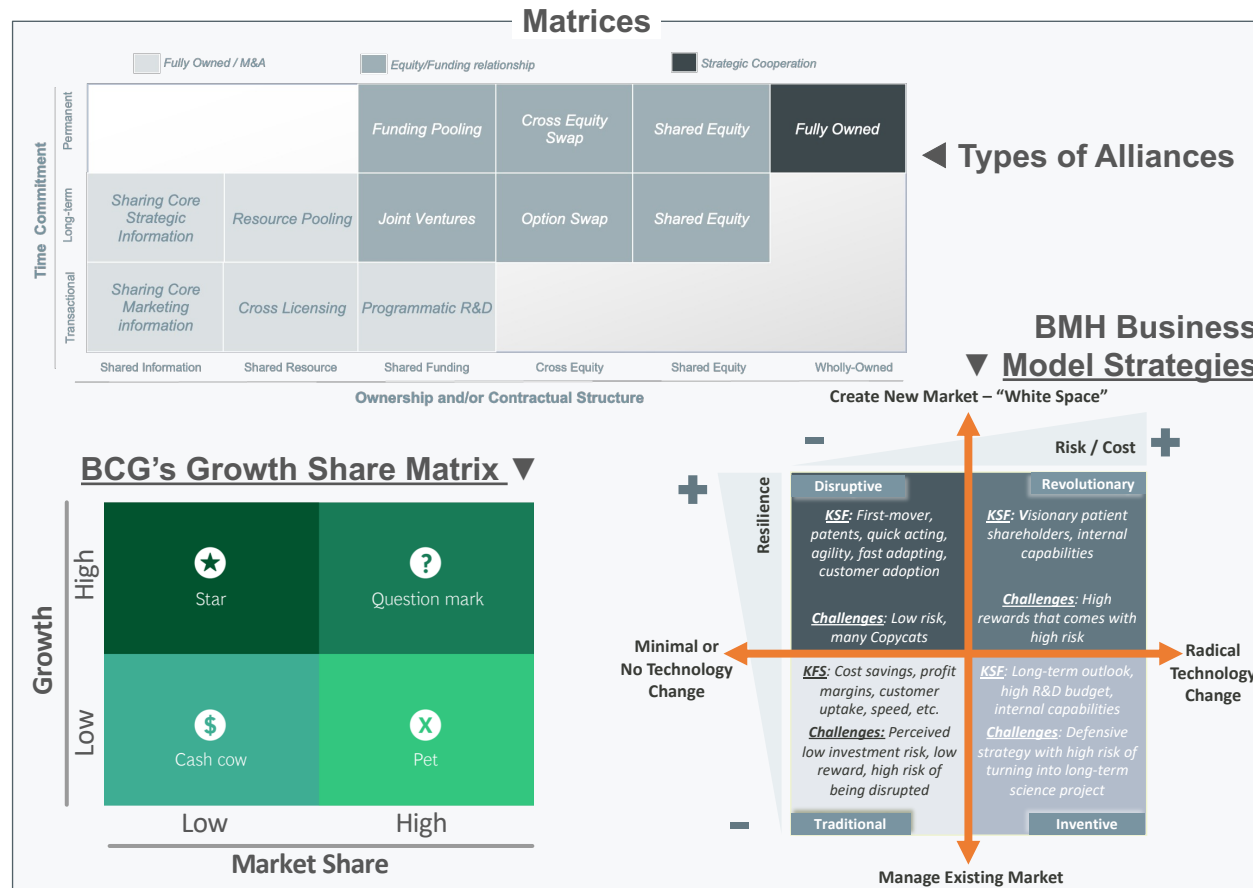 Matrices
Fully Owned / M&A
Equity/Funding relationship
Strategic Cooperation
Time Commitment
Permanent
Funding Pooling
Cross Equity
Swap
Shared Equity
Fully Owned
◀ Types of Alliances
Long-term
Sharing Core
Strategic
Information
Resource Pooling
Joint Ventures
Option Swap
Shared Equity
Transactional
Sharing Core
Marketing
information
Cross Licensing
Programmatic R&D
Shared Information
Shared Resource
Shared Funding
Cross Equity
Shared Equity
Wholly-Owned
Ownership and/or Contractual Structure
BMH Business
▼ Model Strategies
Create New Market – “White Space”
-
+
Risk / Cost
+
Resilience
-
Disruptive
KSF: First-mover,
patents, quick acting,
agility, fast adapting,
customer adoption
Challenges: Low risk,
many Copycats
Revolutionary
KSF: Visionary patient
shareholders, internal
capabilities
Challenges: High
rewards that comes with
high risk
Minimal or
No Technology
Change
Radical
Technology
Change
KFS: Cost savings, profit
margins, customer
uptake, speed, etc.
Challenges: Perceived
low investment risk, low
reward, high risk of
being disrupted
Traditional
KSF: Long-term outlook,
high R&D budget,
internal capabilities
Challenges: Defensive
strategy with high risk of
turning into long-term
science project
Inventive
Manage Existing Market
BCG’s Growth Share Matrix ▼
Growth
High
Low
★
Star
?
Question mark
$
Cash cow
X
Pet
Low
High
Market Share